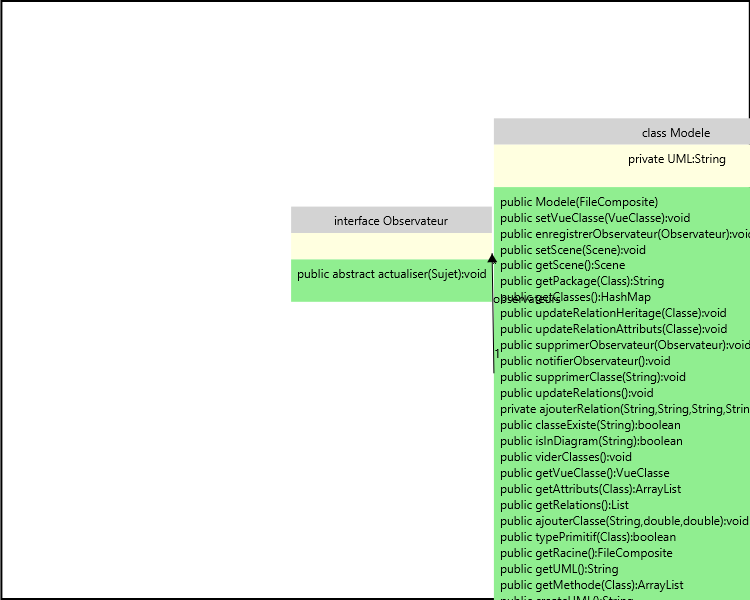 class Modele
private UML:String
interface Observateur
public abstract actualiser(Sujet):void
observateurs
1
public Modele(FileComposite)
public setVueClasse(VueClasse):void
public enregistrerObservateur(Observateur):void
public setScene(Scene):void
public getScene():Scene
public getPackage(Class):String
public getClasses():HashMap
public updateRelationHeritage(Classe):void
public updateRelationAttributs(Classe):void
public supprimerObservateur(Observateur):void
public notifierObservateur():void
public supprimerClasse(String):void
public updateRelations():void
private ajouterRelation(String,String,String,Strin
public classeExiste(String):boolean
public isInDiagram(String):boolean
public viderClasses():void
public getVueClasse():VueClasse
public getAttributs(Class):ArrayList
public getRelations():List
public ajouterClasse(String,double,double):void
public typePrimitif(Class):boolean
public getRacine():FileComposite
public getUML():String
public getMethode(Class):ArrayList
public createUML():String